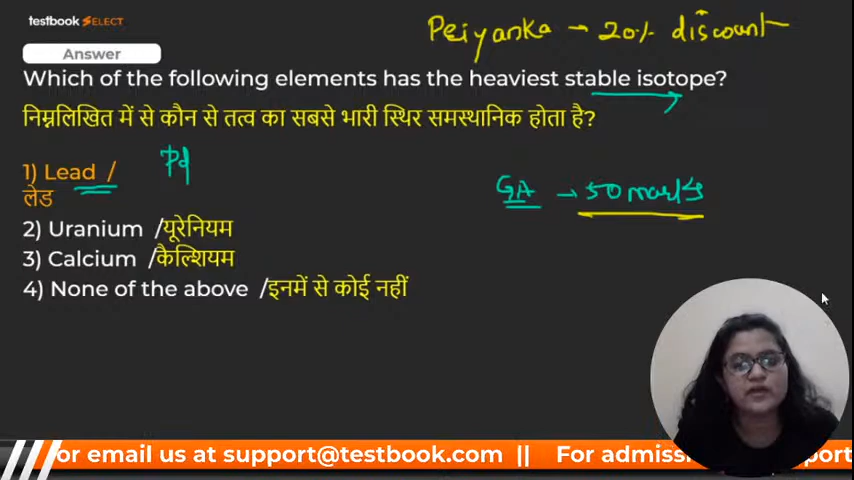 testbook SELECT
Peiyanka → 20% discount
Answer
Which of the following elements has the heaviest stable isotope?
निम्नलिखित में से कौन से तत्व का सबसे भारी स्थिर समस्थानिक होता है?
1) Lead /
लेड
Pd
GA → 50 marks
2) Uranium /यूरेनियम
3) Calcium /कैल्शियम
4) None of the above /इनमें से कोई नहीं
or email us at support@testbook.com || For admiss port